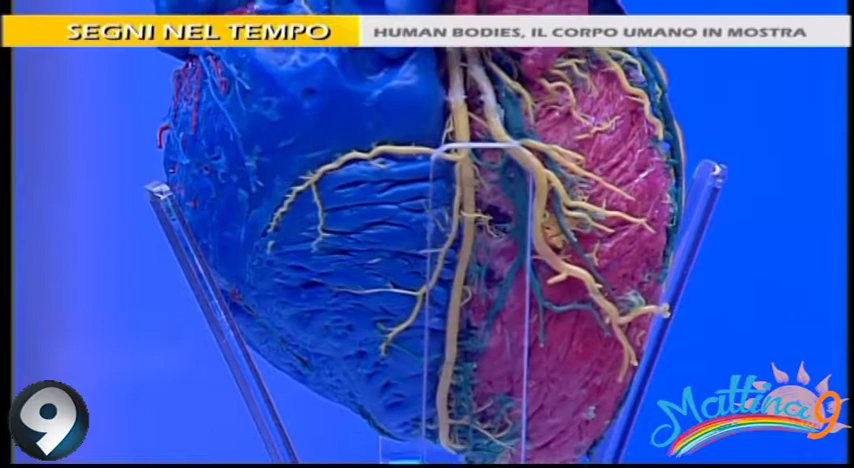 SEGNI NEL TEMPO
HUMAN BODIES, IL CORPO UMANO IN MOSTRA
9
Mattina 9